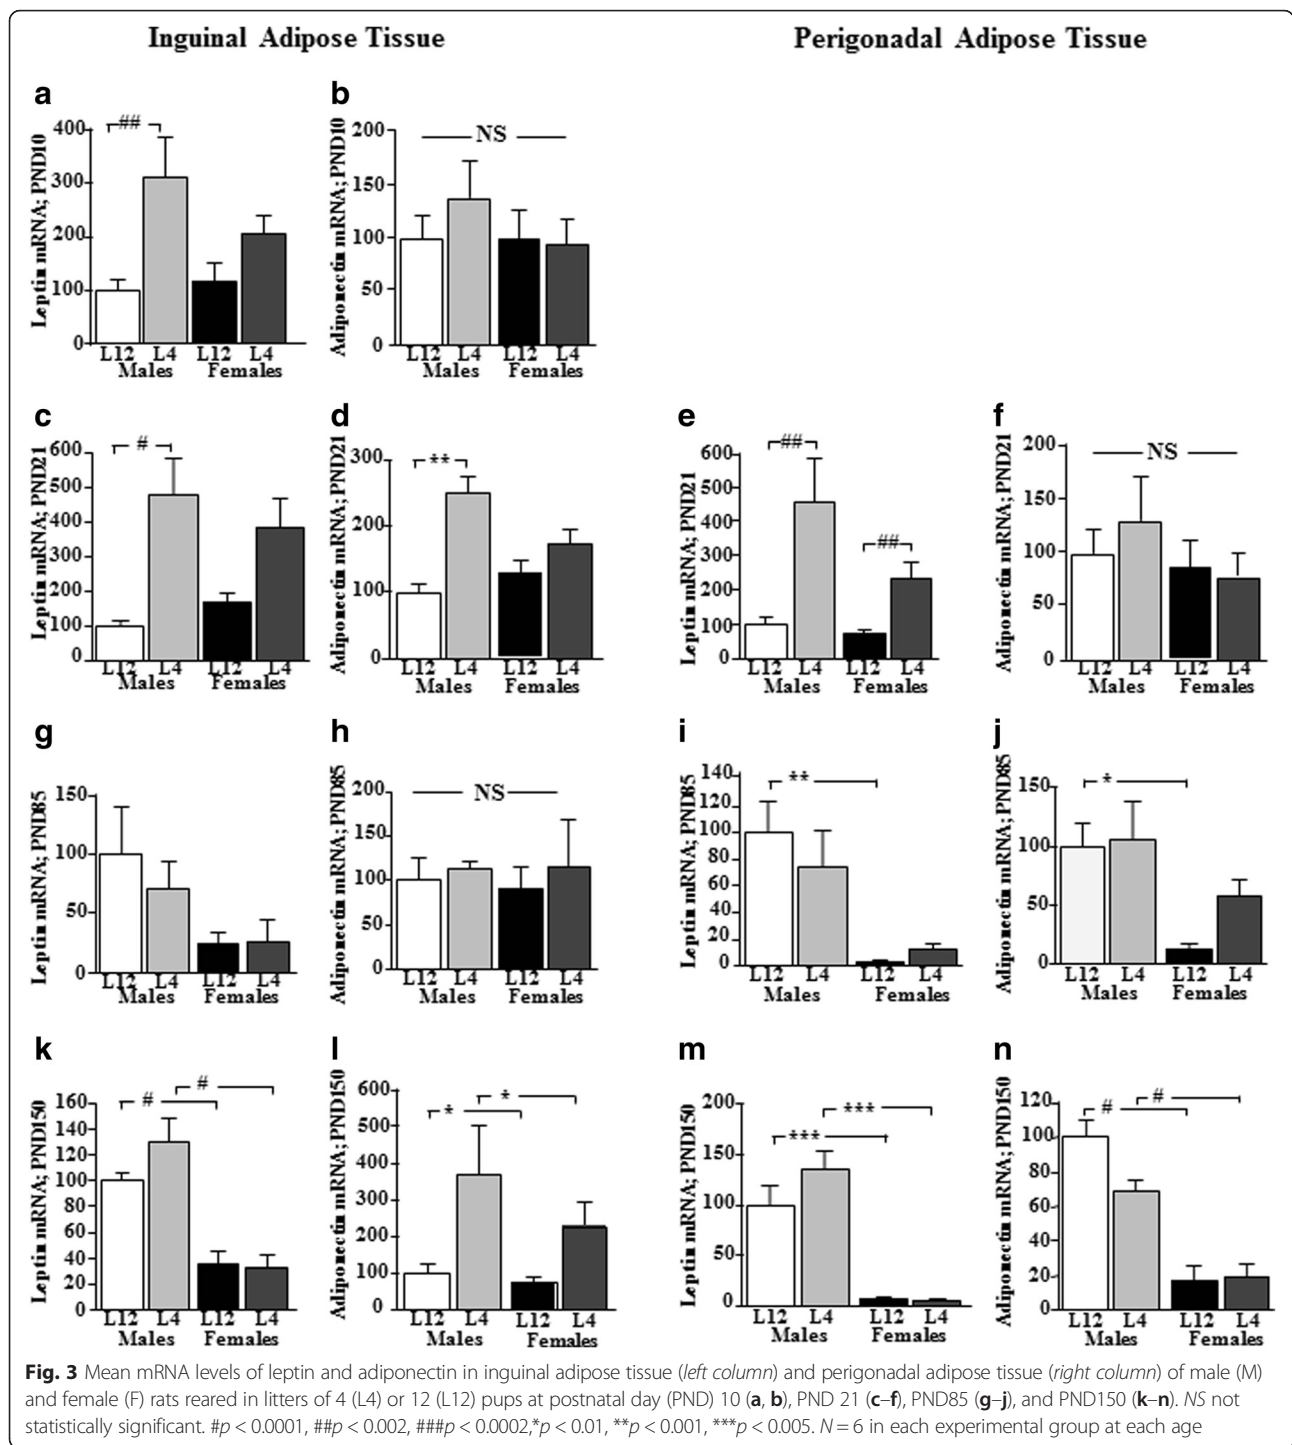 Inguinal Adipose Tissue
Perigonadal Adipose Tissue
a
Leptin mRNA; PND10
400
300
200
100
0
##
L12 L4 L12 L4
Males Females
b
Adiponectin mRNA; PND10
200
150
100
50
0
NS
L12 L4 L12 L4
Males Females
c
Leptin mRNA; PND21
600
500
400
300
200
100
0
#
L12 L4 L12 L4
Males Females
d
Adiponectin mRNA; PND21
300
200
100
0
**
L12 L4 L12 L4
Males Females
e
Leptin mRNA; PND21
600
500
400
300
200
100
0
##
##
L12 L4 L12 L4
Males Females
f
Adiponectin mRNA; PND21
200
150
100
50
0
NS
L12 L4 L12 L4
Males Females
g
Leptin mRNA; PND85
150
100
50
0
L12 L4 L12 L4
Males Females
h
Adiponectin mRNA; PND85
200
150
100
50
0
NS
L12 L4 L12 L4
Males Females
i
Leptin mRNA; PND85
140
120
100
80
60
40
20
0
**
L12 L4 L12 L4
Males Females
j
Adiponectin mRNA; PND85
150
100
50
0
*
L12 L4 L12 L4
Males Females
k
Leptin mRNA; PND150
160
140
120
100
80
60
40
20
0
#
#
L12 L4 L12 L4
Males Females
l
Adiponectin mRNA; PND150
600
500
400
300
200
100
0
*
*
L12 L4 L12 L4
Males Females
m
Leptin mRNA; PND150
200
150
100
50
0
***
***
L12 L4 L12 L4
Males Females
n
Adiponectin mRNA; PND150
120
100
80
60
40
20
0
#
#
L12 L4 L12 L4
Males Females
Fig. 3 Mean mRNA levels of leptin and adiponectin in inguinal adipose tissue (left column) and perigonadal adipose tissue (right column) of male (M)
and female (F) rats reared in litters of 4 (L4) or 12 (L12) pups at postnatal day (PND) 10 (a, b), PND 21 (c–f), PND85 (g–j), and PND150 (k–n). NS not
statistically significant. #p < 0.0001, ##p < 0.002, ###p < 0.0002,*p < 0.01, **p < 0.001, ***p < 0.005. N = 6 in each experimental group at each age